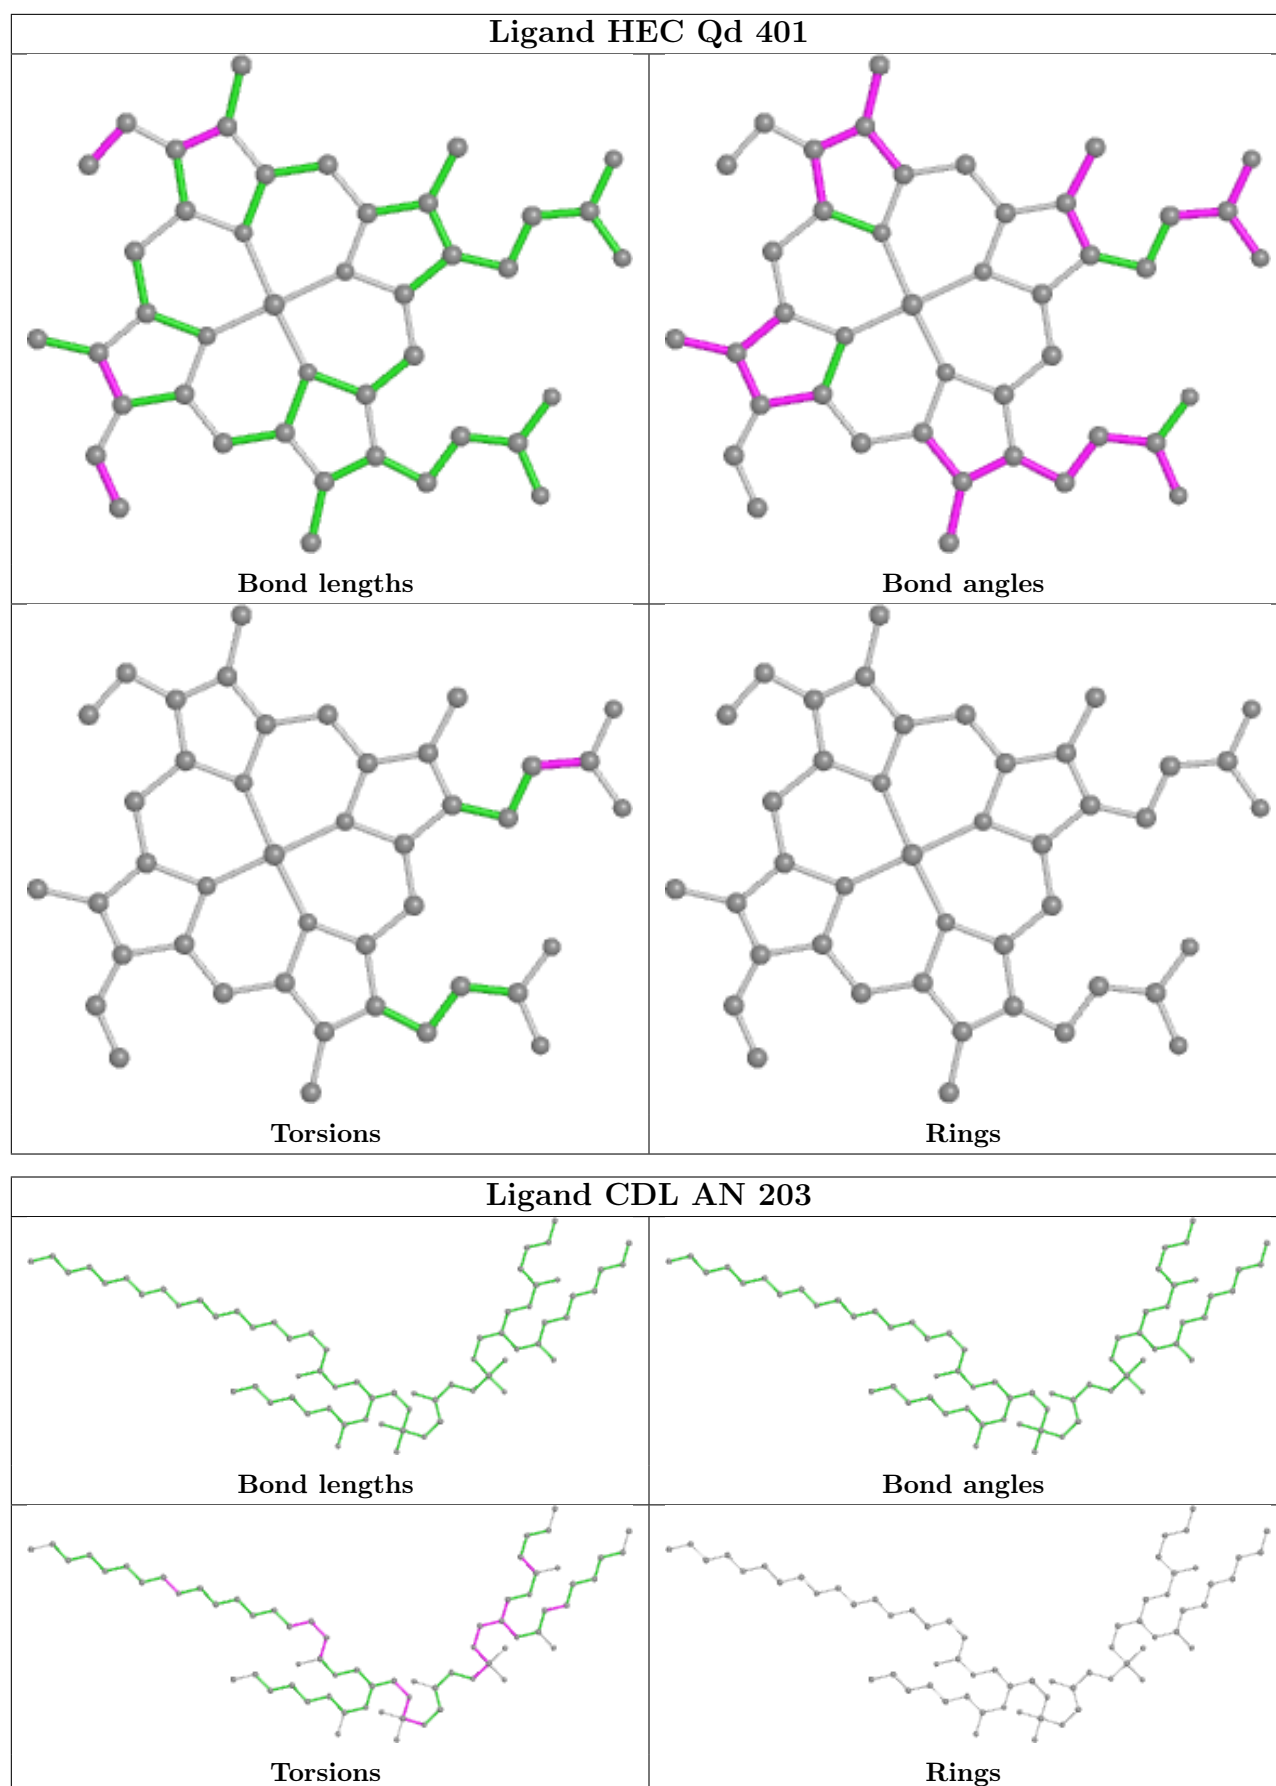 Ligand HEC Qd 401
Bond lengths
Bond angles
Torsions
Rings
Ligand CDL AN 203
Bond lengths
Bond angles
Torsions
Rings